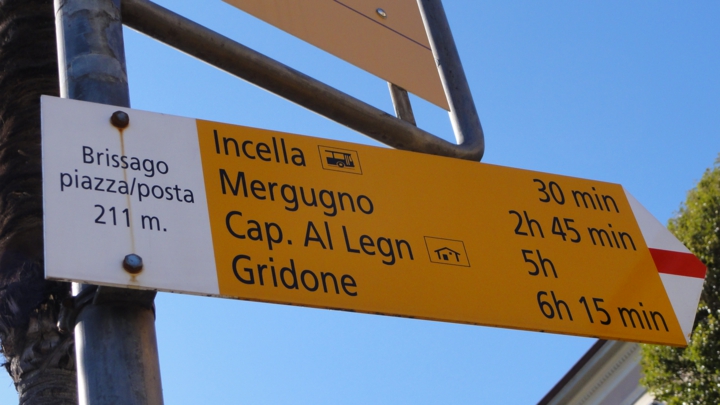 Brissago
piazza/posta
211 m.
Incella 30 min
Mergugno 2h 45 min
Cap. Al Legn 5h
Gridone 6h 15 min